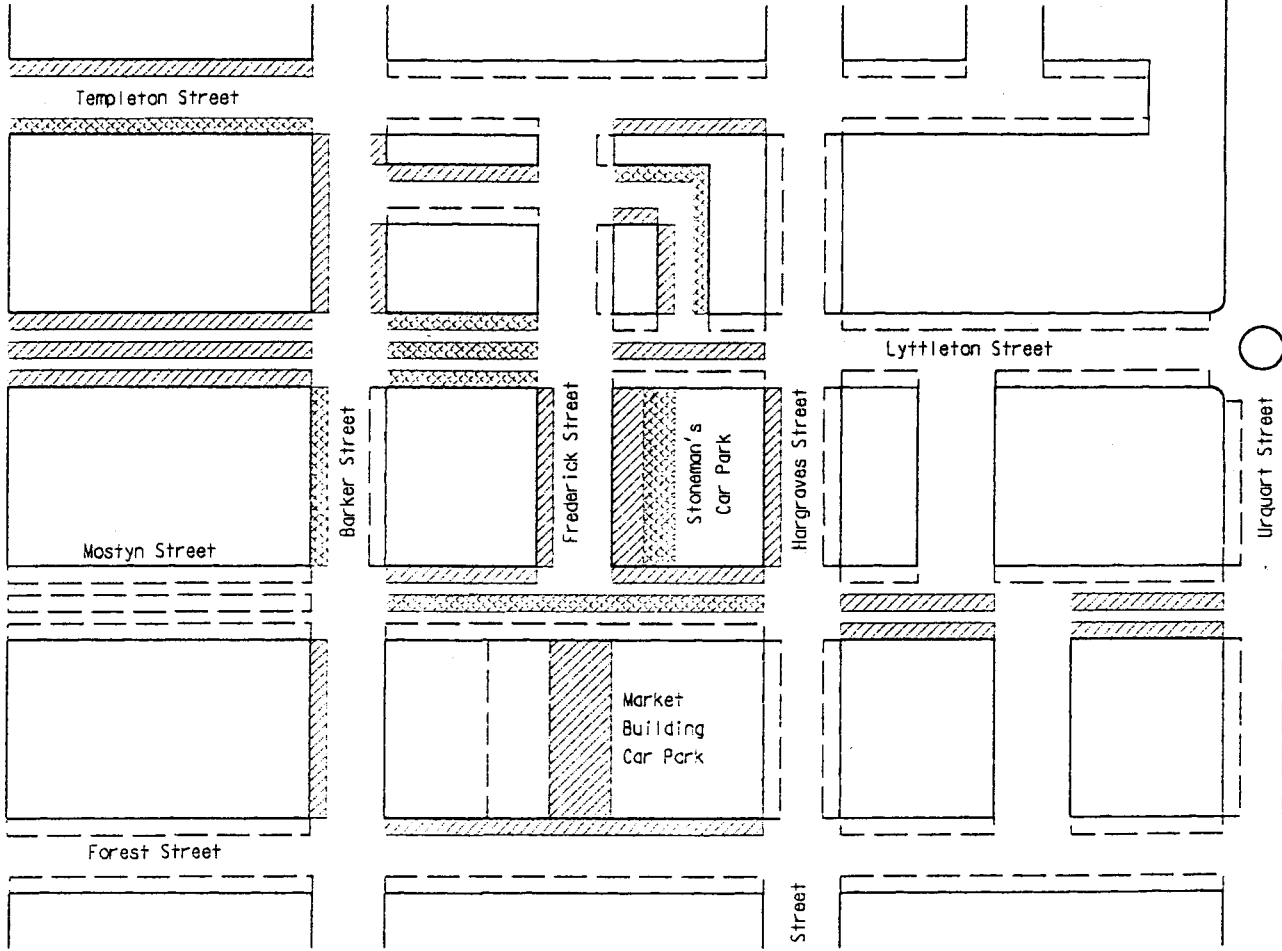 Templeton Street
Lyttleton Street
Barker Street
Frederick Street
Stoneman's
Car Park
Hargraves Street
Urquart Street
Mostyn Street
Market
Building
Car Park
Forest Street
Street